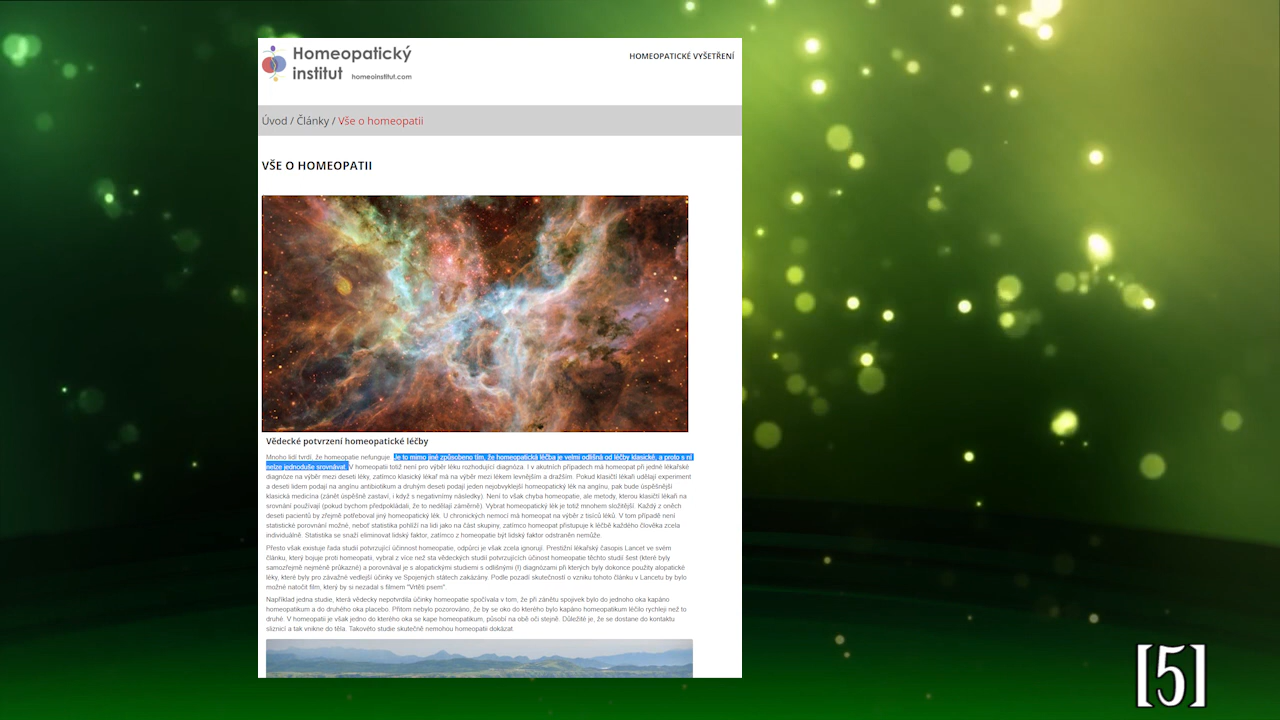 Homeopatický
institut homeoinstitut.com
HOMEOPATICKÉ VYŠETŘENÍ
Úvod / Články / Vše o homeopatii
VŠE O HOMEOPATII
Vědecké potvrzení homeopatické léčby
Mnoho lidí tvrdí, že homeopatie nefunguje. Je to mimo jiné způsobeno tím, že homeopatická léčba je velmi odlišná od léčby klasické, a proto s ní
nelze jednoduše srovnávat. V homeopatii totiž není pro výběr léku rozhodující diagnóza. I v akutních případech má homeopat při jedné lékařské
diagnóze na výběr mezi deseti léky, zatímco klasický lékař má na výběr mezi lékem levnějším a dražším. Pokud klasičtí lékaři udělají experiment
a deseti lidem podají na angínu antibiotikum a druhým deseti podají jeden nejobvyklejší homeopatický lék na angínu, pak bude úspěšnější
klasická medicína (zánět úspěšně zastaví, i když s negativními následky). Není to však chyba homeopatie, ale metody, kterou klasičtí lékaři na
srovnání používají (pokud bychom předpokládali, že to nedělají záměrně). Vybrat homeopatický lék je totiž mnohem složitější. Každý z oněch
deseti pacientů by zřejmě potřeboval jiný homeopatický lék. U chronických nemocí má homeopat na výběr z tisíců léků. V tom případě není
statistické porovnání možné, neboť statistika pohlíží na lidi jako na část skupiny, zatímco homeopat přistupuje k léčbě každého člověka zcela
individuálně. Statistika se snaží eliminovat lidský faktor, zatímco z homeopatie být lidský faktor odstraněn nemůže.
Přesto však existuje řada studií potvrzující účinnost homeopatie, odpůrci je však zcela ignorují. Prestižní lékařský časopis Lancet ve svém
článku, který bojuje proti homeopatii, vybral z více než sta vědeckých studií potvrzujících účinnost homeopatie těchto studií šest (které byly
samozřejmě nejméně průkazné) a porovnával je s alopatickými studiemi s odlišnými (!) diagnózami při kterých byly dokonce použity alopatické
léky, které byly pro závažné vedlejší účinky ve Spojených státech zakázány. Podle pozadí skutečností o vzniku tohoto článku v Lancetu by bylo
možné natočit film, který by si nezadal s filmem "Vrtěti psem".
Například jedna studie, která vědecky nepotvrdila účinky homeopatie spočívala v tom, že při zánětu spojivek bylo do jednoho oka kapáno
homeopatikum a do druhého oka placebo. Přitom nebylo pozorováno, že by se oko do kterého bylo kapáno homeopatikum léčilo rychleji než to
druhé. V homeopatii je však jedno do kterého oka se kape homeopatikum, působí na obě oči stejně. Důležité je, že se dostane do kontaktu
sliznicí a tak vnikne do těla. Takovéto studie skutečně nemohou homeopatii dokázat.
[5]